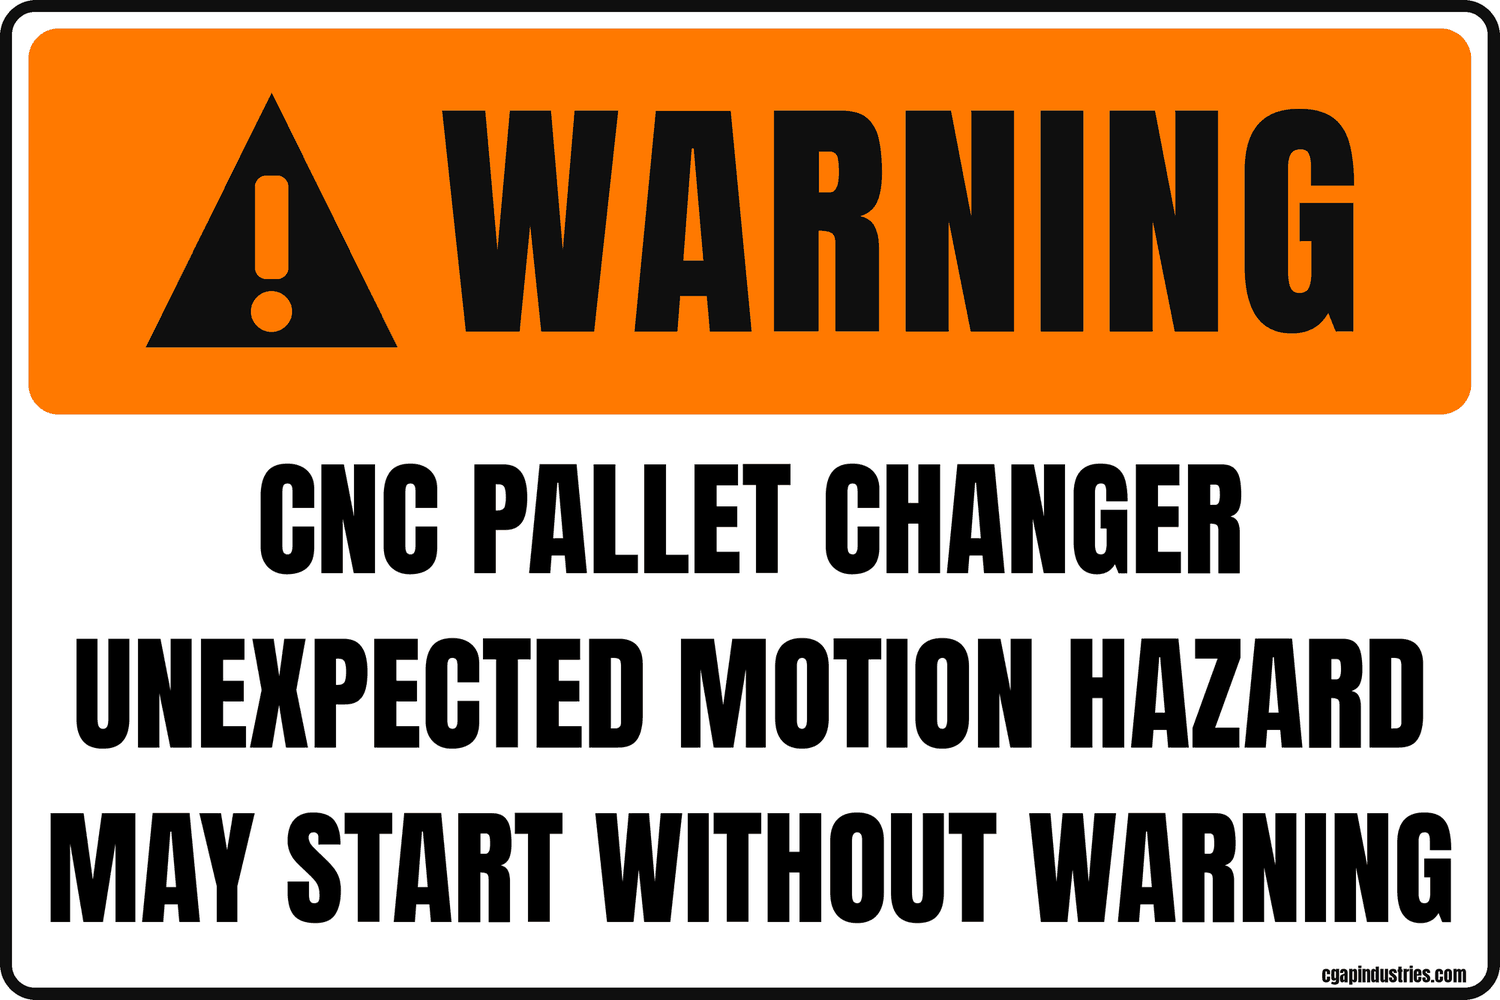 WARNING
CNC PALLET CHANGER
UNEXPECTED MOTION HAZARD
MAY START WITHOUT WARNING
cgapindustries.com